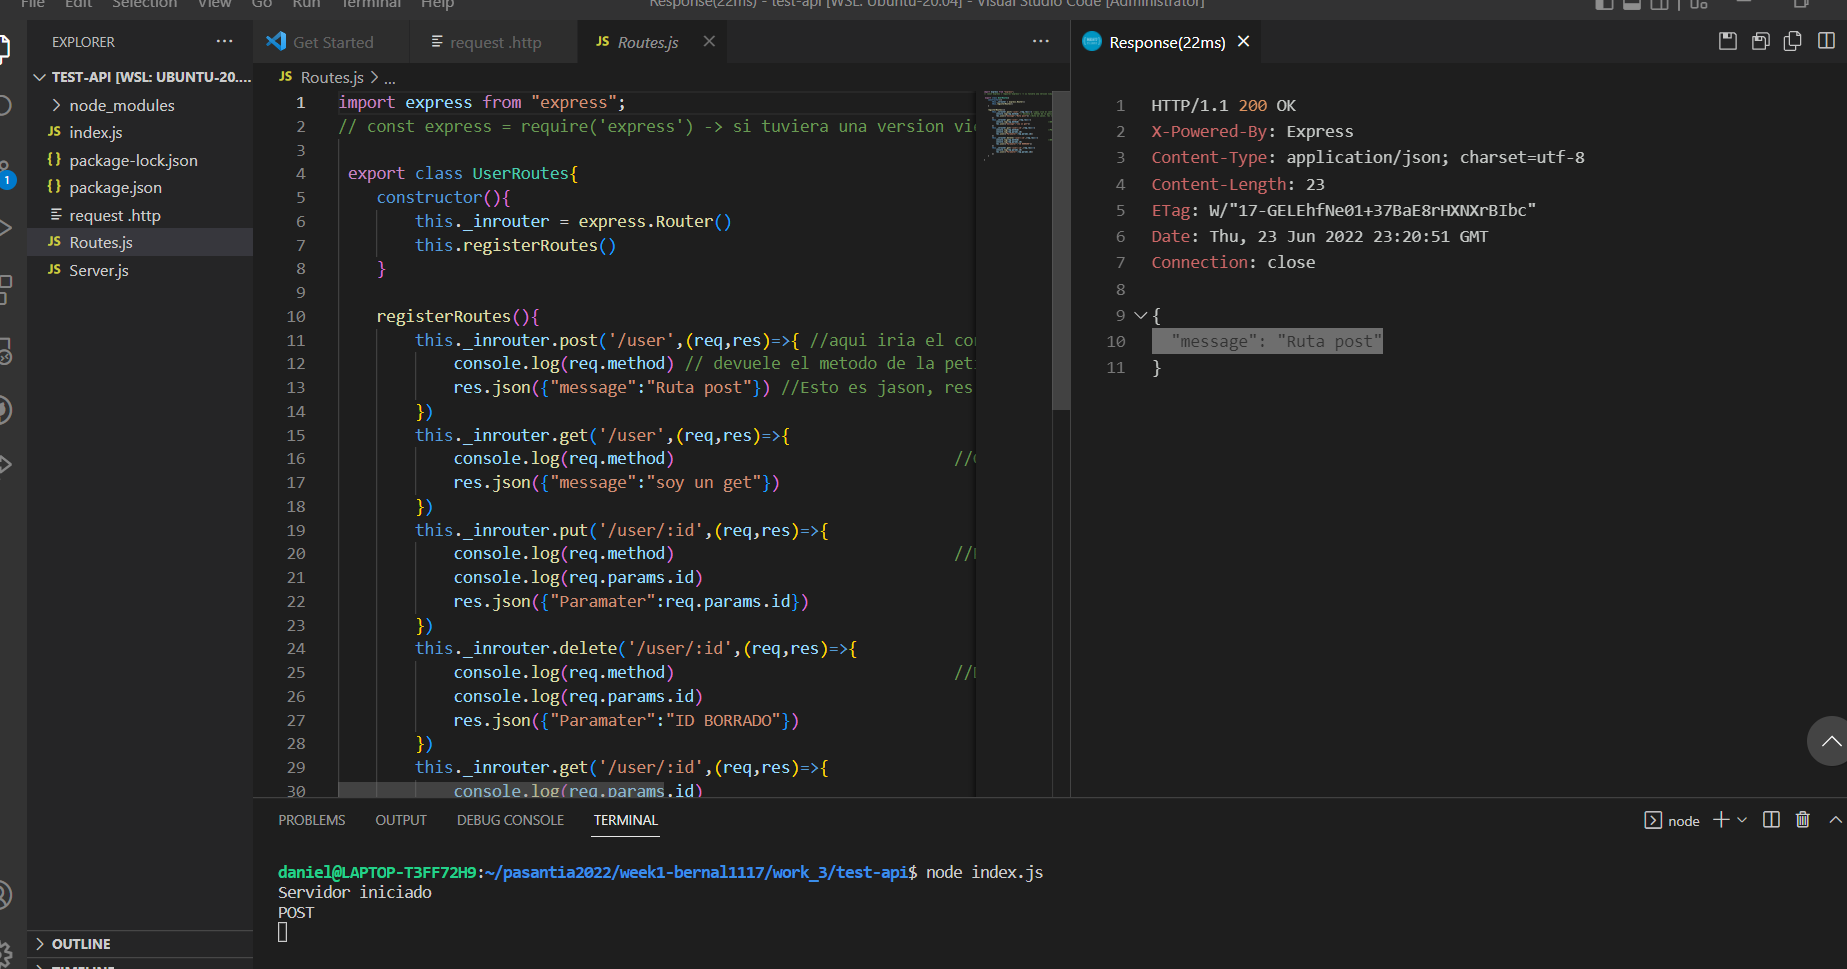 File Edit Selection View Go Run Terminal Help
Response(22ms) - test-api [WSL: Ubuntu-20.04] - Visual Studio Code [Administrator]
EXPLORER ...
TEST-API [WSL: UBUNTU-20....
node_modules
JS index.js
{} package-lock.json
{} package.json
request .http
JS Routes.js
JS Server.js
OUTLINE
TIMELINE
1
Get Started
request .http
JS Routes.js
Response(22ms)
JS Routes.js > ...
1 import express from "express";
2 // const express = require('express') -> si tuviera una version vie
3
4 export class UserRoutes{
5 constructor(){
6 this._inrouter = express.Router()
7 this.registerRoutes()
8 }
9
10 registerRoutes(){
11 this._inrouter.post('/user',(req,res)=>{ //aqui iria el con
12 console.log(req.method) // devuele el metodo de la peti
13 res.json({"message":"Ruta post"}) //Esto es jason, res
14 })
15 this._inrouter.get('/user',(req,res)=>{
16 console.log(req.method) //
17 res.json({"message":"soy un get"})
18 })
19 this._inrouter.put('/user/:id',(req,res)=>{
20 console.log(req.method) //
21 console.log(req.params.id)
22 res.json({"Paramater":req.params.id})
23 })
24 this._inrouter.delete('/user/:id',(req,res)=>{
25 console.log(req.method) //
26 console.log(req.params.id)
27 res.json({"Paramater":"ID BORRADO"})
28 })
29 this._inrouter.get('/user/:id',(req,res)=>{
30 console.log(req.params.id)
1 HTTP/1.1 200 OK
2 X-Powered-By: Express
3 Content-Type: application/json; charset=utf-8
4 Content-Length: 23
5 ETag: W/"17-GELEhfNe01+37BaE8rHXNXrBIbc"
6 Date: Thu, 23 Jun 2022 23:20:51 GMT
7 Connection: close
8
9 {
10 "message": "Ruta post"
11 }
PROBLEMS OUTPUT DEBUG CONSOLE TERMINAL
node
daniel@LAPTOP-T3FF72H9:~/pasantia2022/week1-bernal1117/work_3/test-api$ node index.js
Servidor iniciado
POST